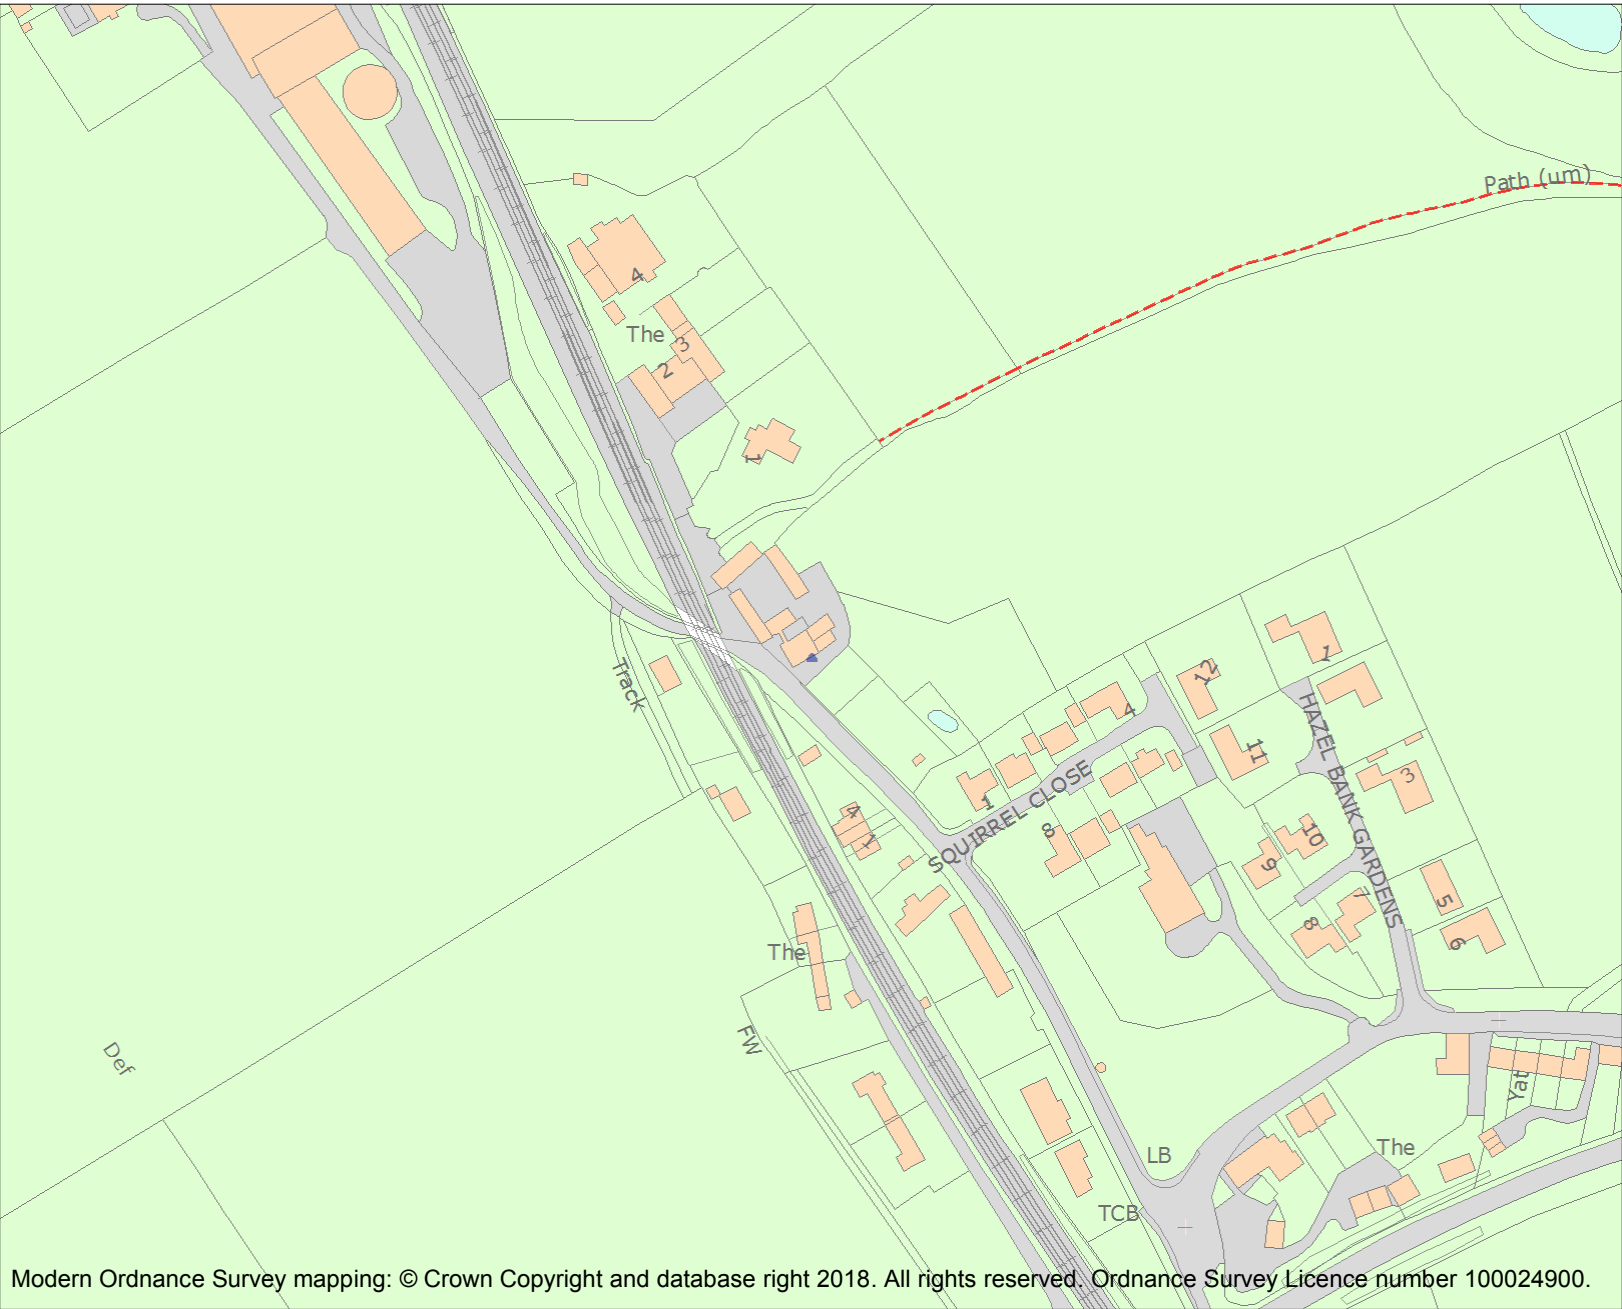 Path (um)
4
The
3
2
1
Track
12
1
4
11
3
HAZEL BANK GARDENS
SQUIRREL CLOSE
1
8
4
1
10
9
7
8
5
6
The
FW
Def
Yat
The
LB
TCB
Modern Ordnance Survey mapping: © Crown Copyright and database right 2018. All rights reserved. Ordnance Survey Licence number 100024900.